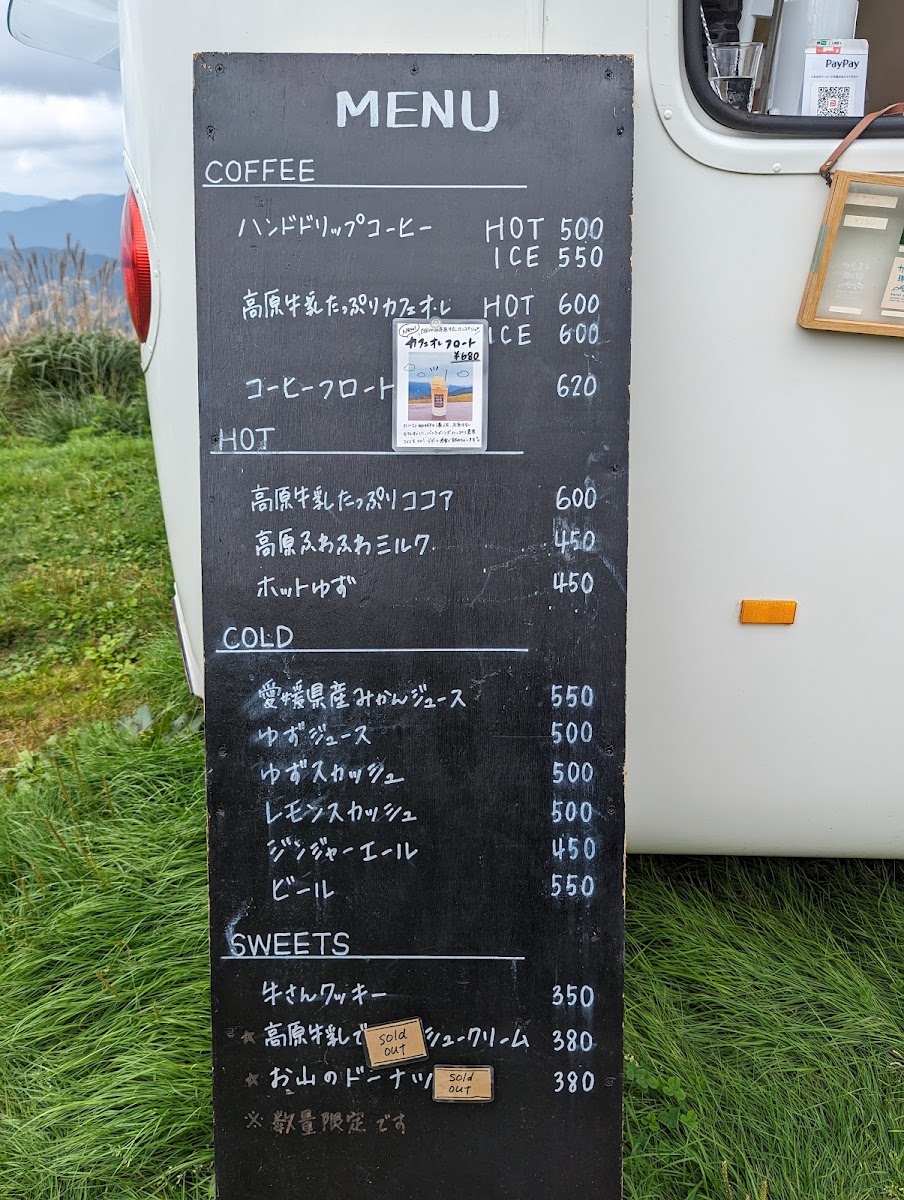 PayPay
MENU
COFFEE
ハンドドリップコーヒー HOT 500
ICE 550
高原牛乳たっぷりカフェオレ HOT 600
ICE 600
NEW!
カフェオレフロート
¥680
コーヒーフロート 620
HOT
高原牛乳たっぷりココア 600
高原ふわふわミルク 450
ホットゆず 450
COLD
愛媛県産みかんジュース 550
ゆずジュース 500
ゆずスカッシュ 500
レモンスカッシュ 500
ジンジャーエール 450
ビール 550
SWEETS
牛さんクッキー 350
★高原牛乳で sold out シュークリーム 380
★お山のドーナツ sold out 380
※数量限定です